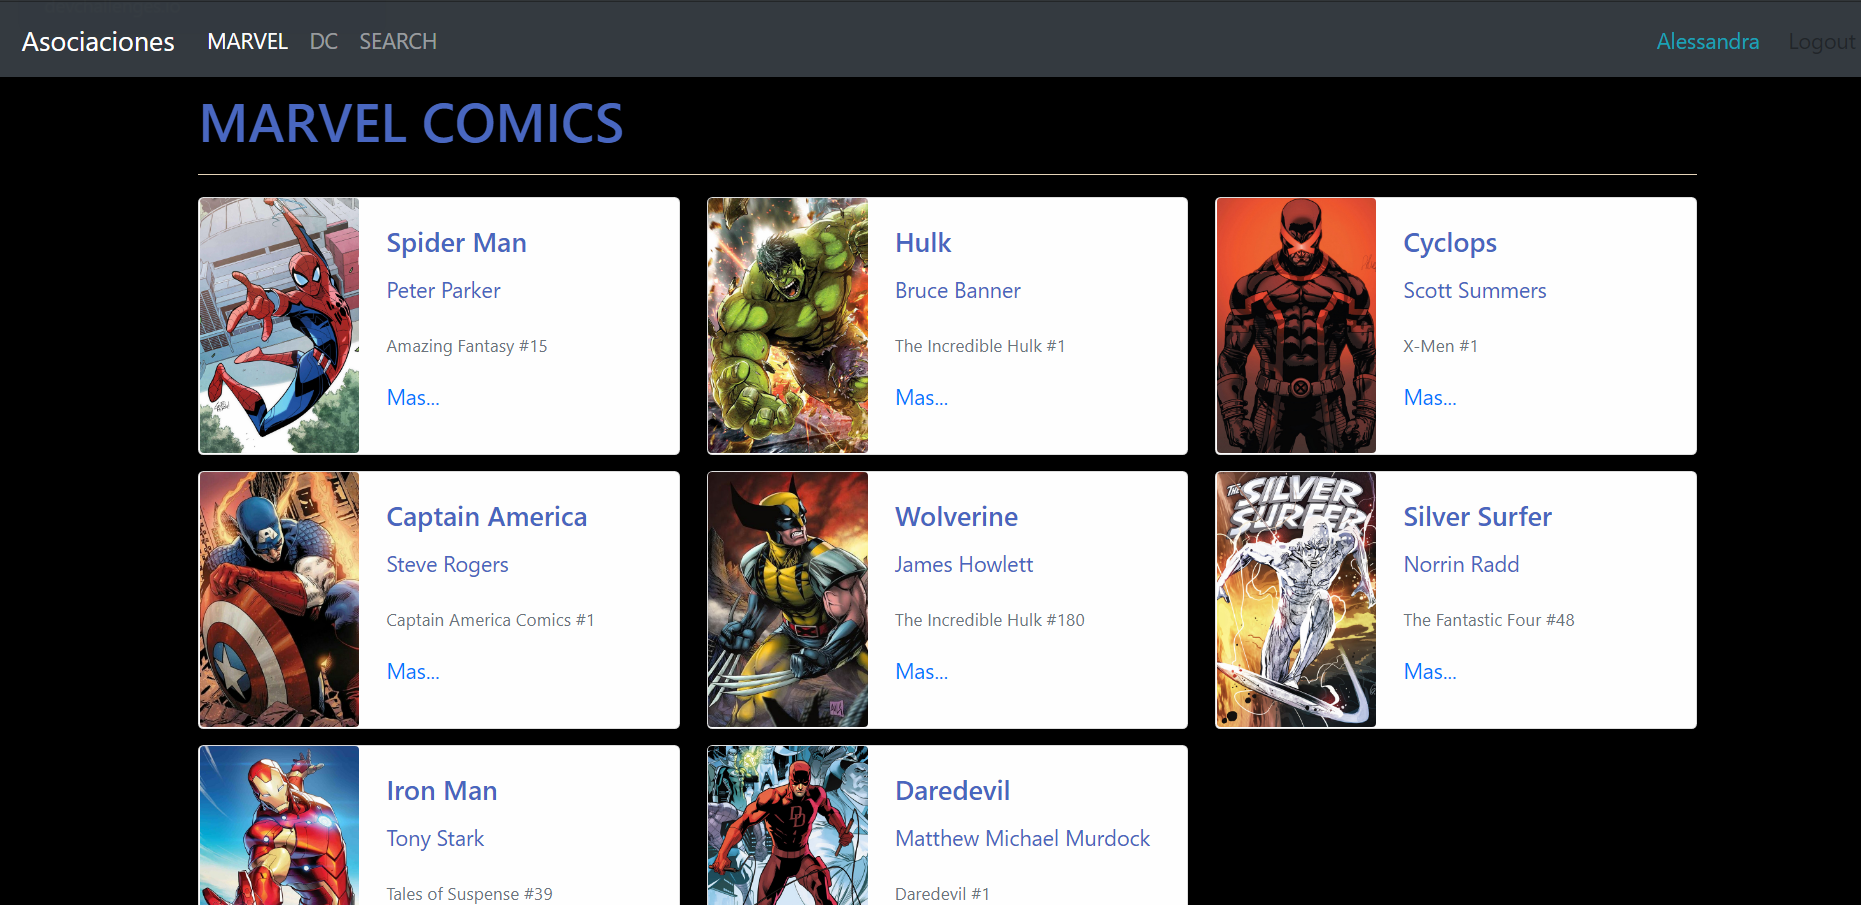 Asociaciones MARVEL DC SEARCH Alessandra Logout
MARVEL COMICS
Spider Man
Peter Parker
Amazing Fantasy #15
Mas...
Hulk
Bruce Banner
The Incredible Hulk #1
Mas...
Cyclops
Scott Summers
X-Men #1
Mas...
Captain America
Steve Rogers
Captain America Comics #1
Mas...
Wolverine
James Howlett
The Incredible Hulk #180
Mas...
THE SILVER
SURFER
Silver Surfer
Norrin Radd
The Fantastic Four #48
Mas...
Iron Man
Tony Stark
Tales of Suspense #39
DD
Daredevil
Matthew Michael Murdock
Daredevil #1